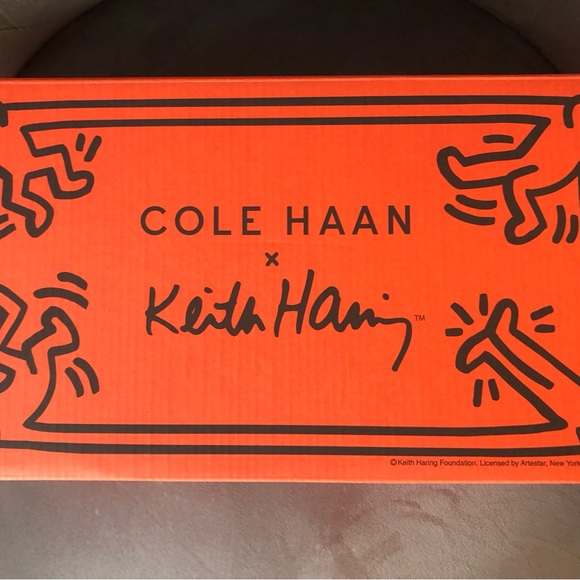 COLE HAAN
×
Keith Haring™
©Keith Haring Foundation. Licensed by Artestar, New York